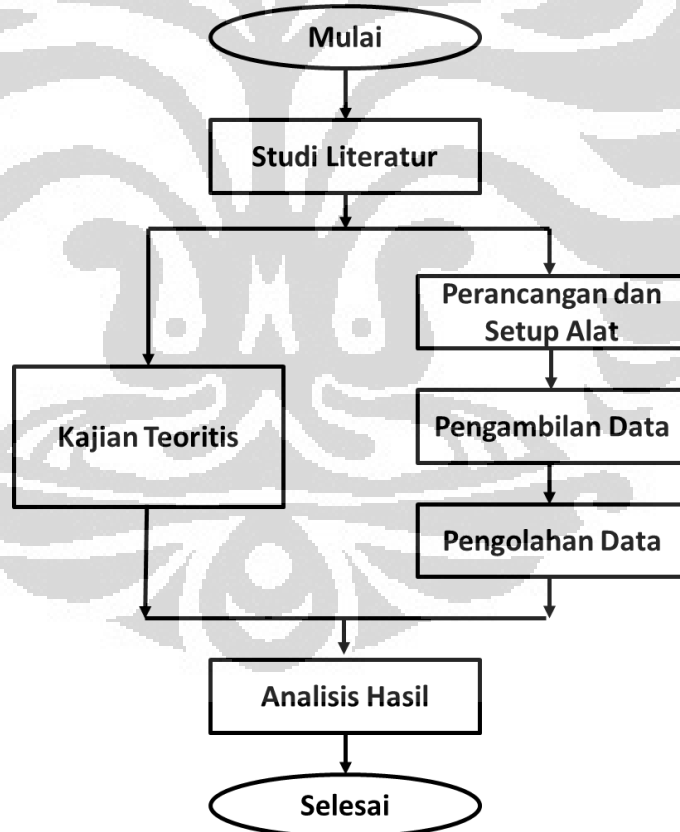 Mulai
Studi Literatur
Perancangan dan
Setup Alat
Kajian Teoritis
Pengambilan Data
Pengolahan Data
Analisis Hasil
Selesai